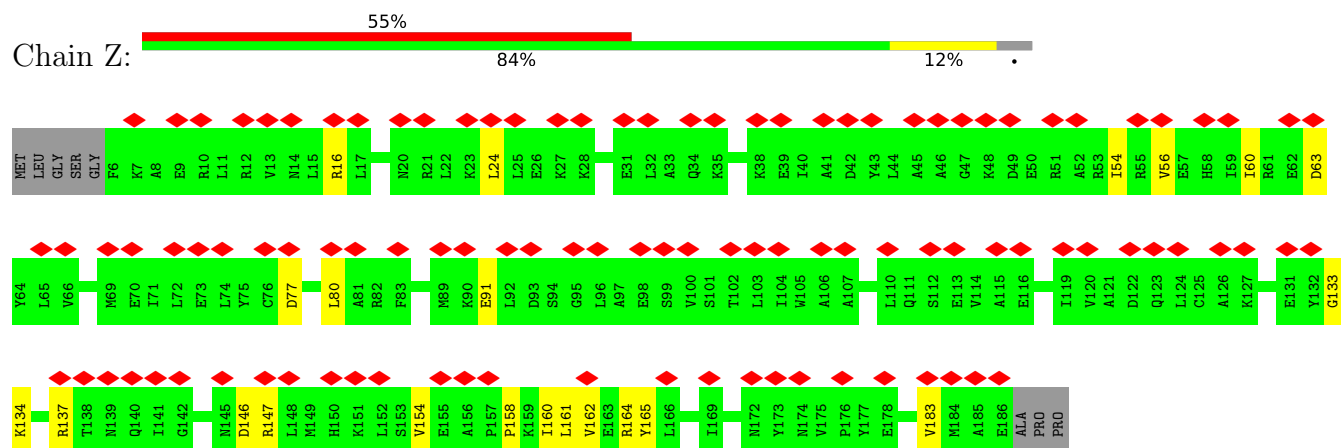 55%
Chain Z:
84% 12% •
MET LEU GLY SER GLY F6 K7 A8 E9 R10 L11 R12 V13 N14 L15 R16 L17 N20 R21 L22 K23 L24 L25 E26 K27 K28 E31 L32 A33 Q34 K35 K38 E39 I40 A41 D42 Y43 L44 A45 A46 G47 K48 D49 E50 R51 A52 R53 I54 R55 V56 E57 H58 I59 I60 R61 E62 D63
Y64 L65 V66 M69 E70 I71 L72 E73 L74 Y75 C76 D77 L80 A81 R82 F83 M89 K90 E91 L92 D93 S94 G95 L96 A97 E98 S99 V100 S101 T102 L103 I104 W105 A106 A107 L110 Q111 S112 E113 V114 A115 E116 I119 V120 A121 D122 Q123 L124 C125 A126 K127 E131 Y132 G133
K134 R137 T138 N139 Q140 I141 G142 N145 D146 R147 L148 M149 H150 K151 L152 S153 V154 E155 A156 P157 P158 K159 I160 L161 V162 E163 R164 Y165 L166 I169 N172 Y173 N174 V175 P176 E178 V183 M184 A185 E186 ALA PRO PRO